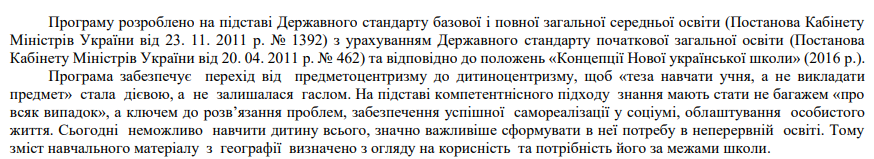 Програму розроблено на підставі Державного стандарту базової і повної загальної середньої освіти (Постанова Кабінету
Міністрів України від 23. 11. 2011 р. № 1392) з урахуванням Державного стандарту початкової загальної освіти (Постанова
Кабінету Міністрів України від 20. 04. 2011 р. № 462) та відповідно до положень «Концепції Нової української школи» (2016 р.).
Програма забезпечує перехід від предметоцентризму до дитиноцентризму, щоб «теза навчати учня, а не викладати
предмет» стала дієвою, а не залишалася гаслом. На підставі компетентнісного підходу знання мають стати не багажем «про
всяк випадок», а ключем до розв’язання проблем, забезпечення успішної самореалізації у соціумі, облаштування особистого
життя. Сьогодні неможливо навчити дитину всього, значно важливіше сформувати в неї потребу в неперервній освіті. Тому
зміст навчального матеріалу з географії визначено з огляду на корисність та потрібність його за межами школи.